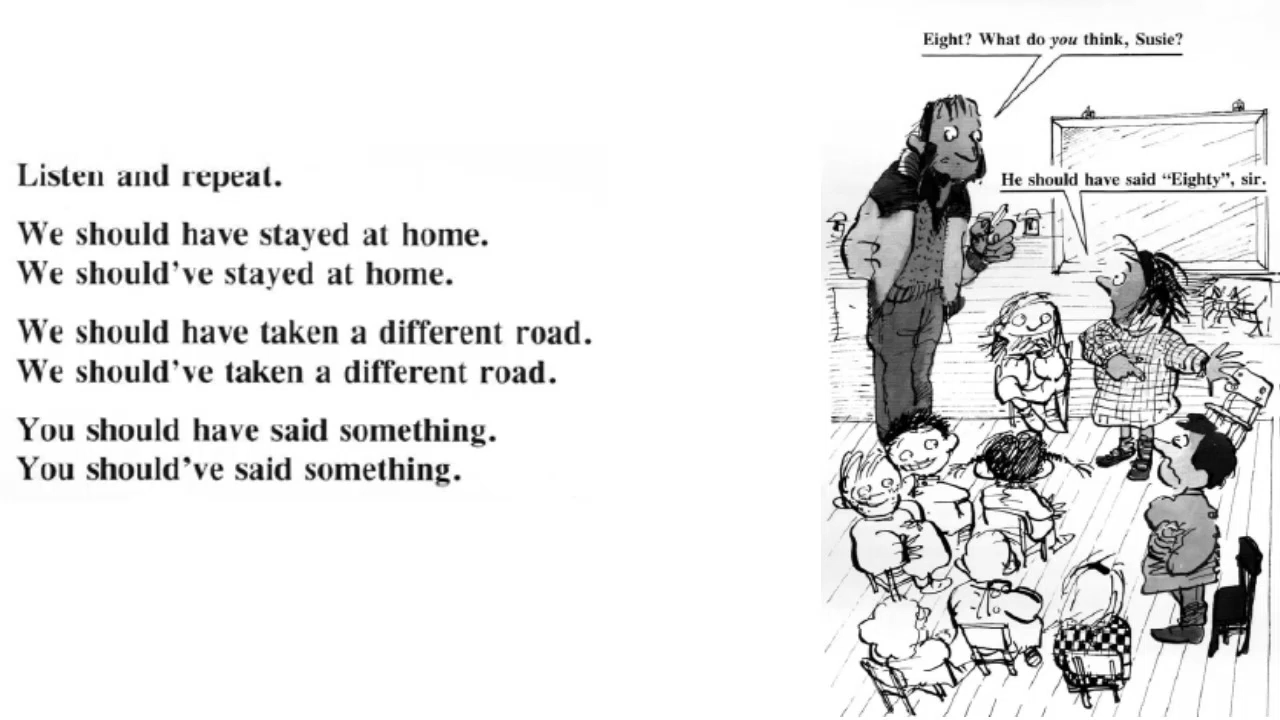 Listen and repeat.
We should have stayed at home.
We should've stayed at home.
We should have taken a different road.
We should've taken a different road.
You should have said something.
You should've said something.
Eight? What do you think, Susie?
He should have said “Eighty”, sir.